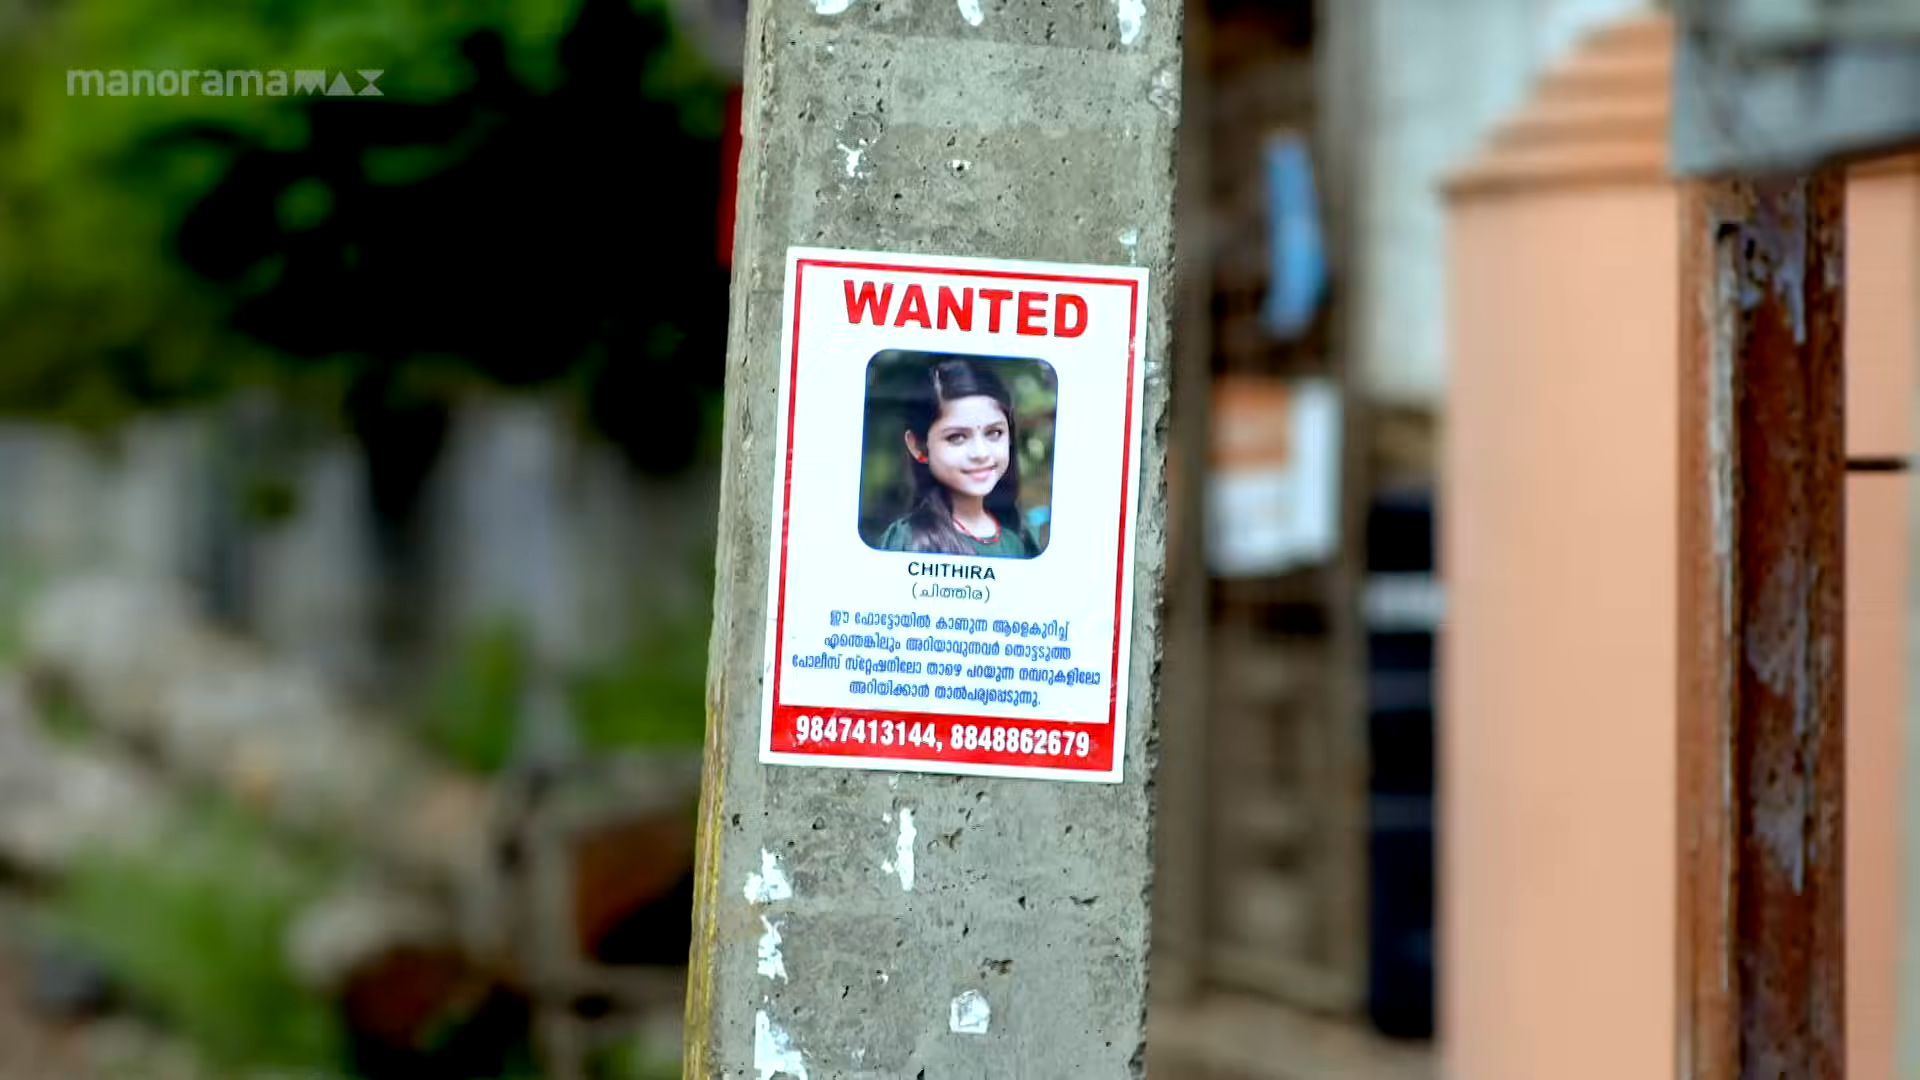 manoramaMAX
WANTED
CHITHIRA
(ചിത്തിര)
ഈ ഫോട്ടോയിൽ കാണുന്ന ആളെകുറിച്ച്
എന്തെങ്കിലും അറിയാവുന്നവർ തൊട്ടടുത്ത
പോലീസ് സ്റ്റേഷനിലോ താഴെ പറയുന്ന നമ്പറുകളിലോ
അറിയിക്കാൻ താൽപര്യപ്പെടുന്നു.
9847413144, 8848862679